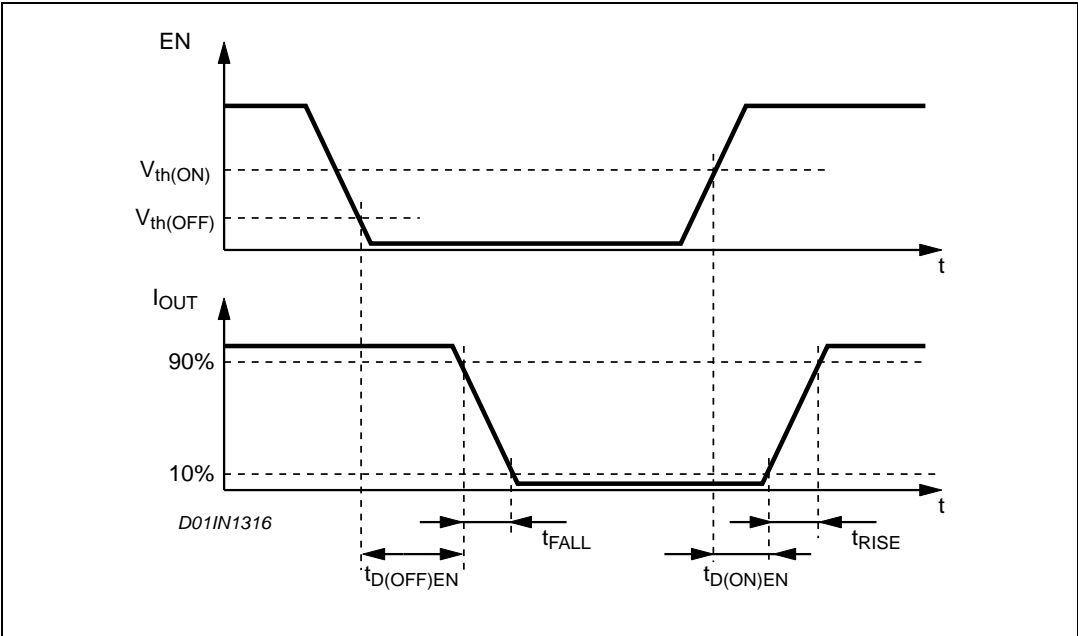 EN
Vth(ON)
Vth(OFF)
t
IOUT
90%
10%
t
D01IN1316
tFALL
tRISE
tD(OFF)EN
tD(ON)EN